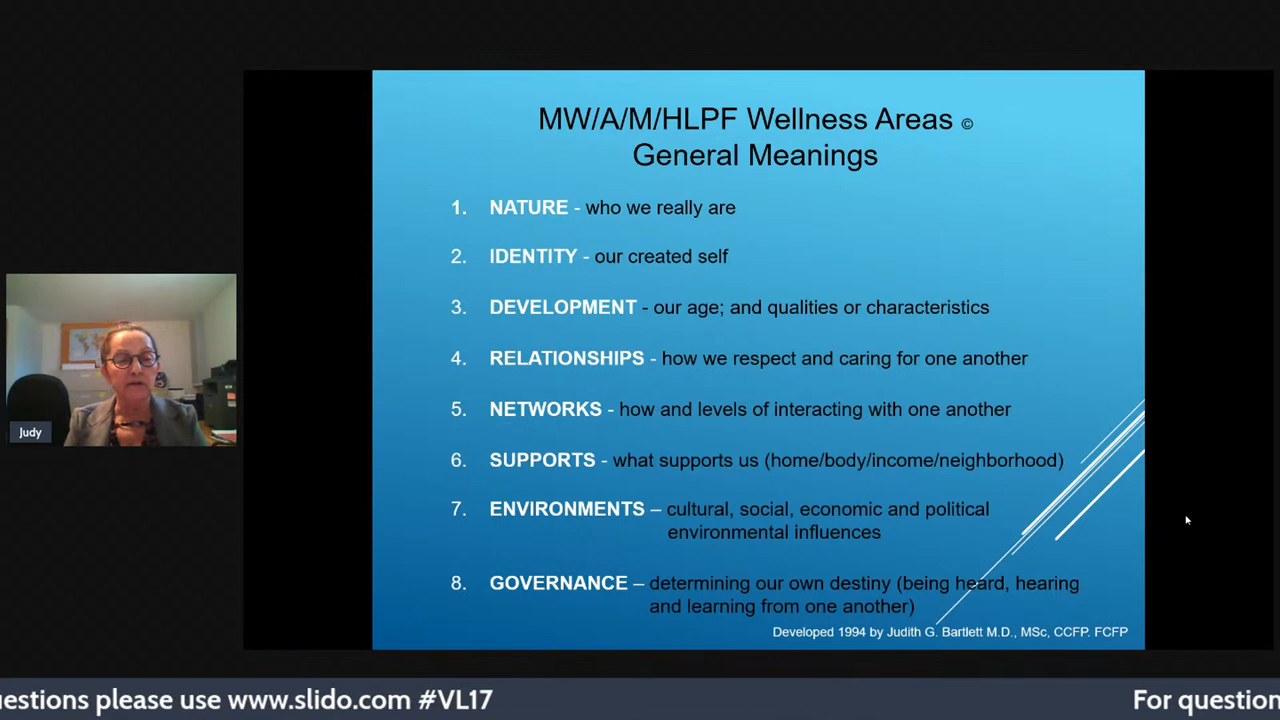 MW/A/M/HLPF Wellness Areas ©
General Meanings
1. NATURE - who we really are
2. IDENTITY - our created self
3. DEVELOPMENT - our age; and qualities or characteristics
4. RELATIONSHIPS - how we respect and caring for one another
5. NETWORKS - how and levels of interacting with one another
6. SUPPORTS - what supports us (home/body/income/neighborhood)
7. ENVIRONMENTS – cultural, social, economic and political
environmental influences
8. GOVERNANCE – determining our own destiny (being heard, hearing
and learning from one another)
Developed 1994 by Judith G. Bartlett M.D., MSc, CCFP. FCFP
Judy
uestions please use www.slido.com #VL17 For question